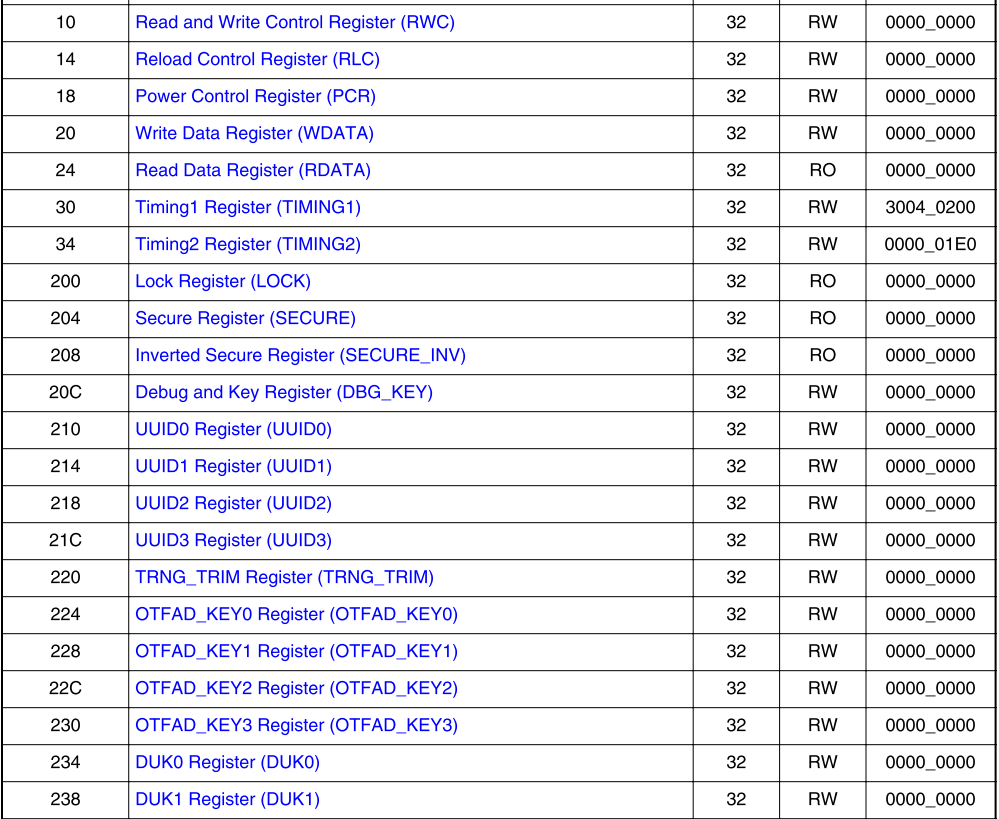 10 Read and Write Control Register (RWC) 32 RW 0000_0000
14 Reload Control Register (RLC) 32 RW 0000_0000
18 Power Control Register (PCR) 32 RW 0000_0000
20 Write Data Register (WDATA) 32 RW 0000_0000
24 Read Data Register (RDATA) 32 RO 0000_0000
30 Timing1 Register (TIMING1) 32 RW 3004_0200
34 Timing2 Register (TIMING2) 32 RW 0000_01E0
200 Lock Register (LOCK) 32 RO 0000_0000
204 Secure Register (SECURE) 32 RO 0000_0000
208 Inverted Secure Register (SECURE_INV) 32 RO 0000_0000
20C Debug and Key Register (DBG_KEY) 32 RW 0000_0000
210 UUID0 Register (UUID0) 32 RW 0000_0000
214 UUID1 Register (UUID1) 32 RW 0000_0000
218 UUID2 Register (UUID2) 32 RW 0000_0000
21C UUID3 Register (UUID3) 32 RW 0000_0000
220 TRNG_TRIM Register (TRNG_TRIM) 32 RW 0000_0000
224 OTFAD_KEY0 Register (OTFAD_KEY0) 32 RW 0000_0000
228 OTFAD_KEY1 Register (OTFAD_KEY1) 32 RW 0000_0000
22C OTFAD_KEY2 Register (OTFAD_KEY2) 32 RW 0000_0000
230 OTFAD_KEY3 Register (OTFAD_KEY3) 32 RW 0000_0000
234 DUK0 Register (DUK0) 32 RW 0000_0000
238 DUK1 Register (DUK1) 32 RW 0000_0000